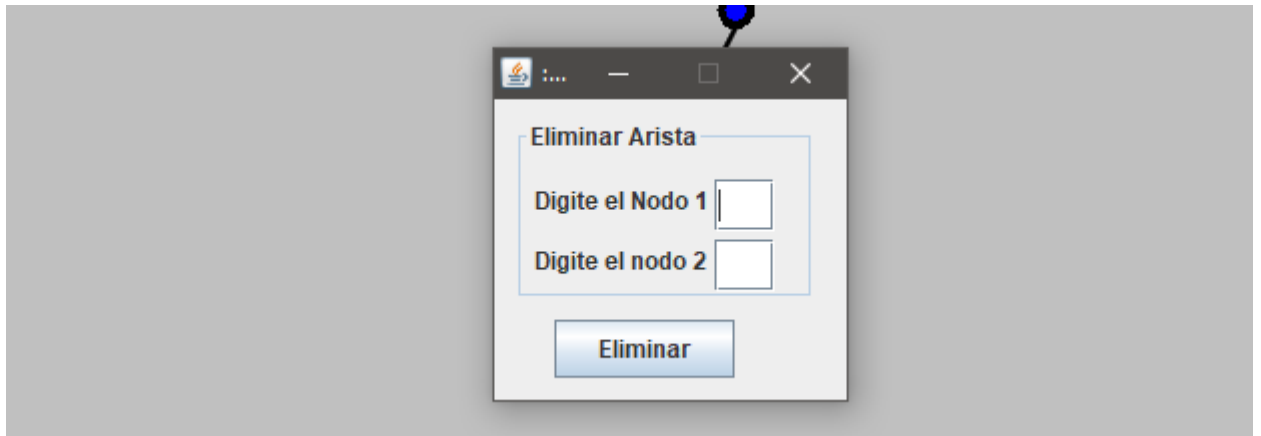 :...
Eliminar Arista
Digite el Nodo 1
Digite el nodo 2
Eliminar